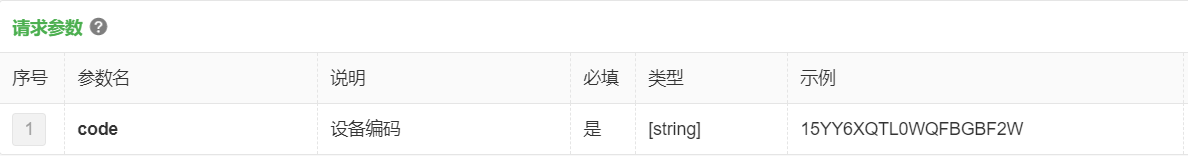 请求参数 ?
序号 参数名 说明 必填 类型 示例
1 code 设备编码 是 [string] 15YY6XQTL0WQFBGBF2W